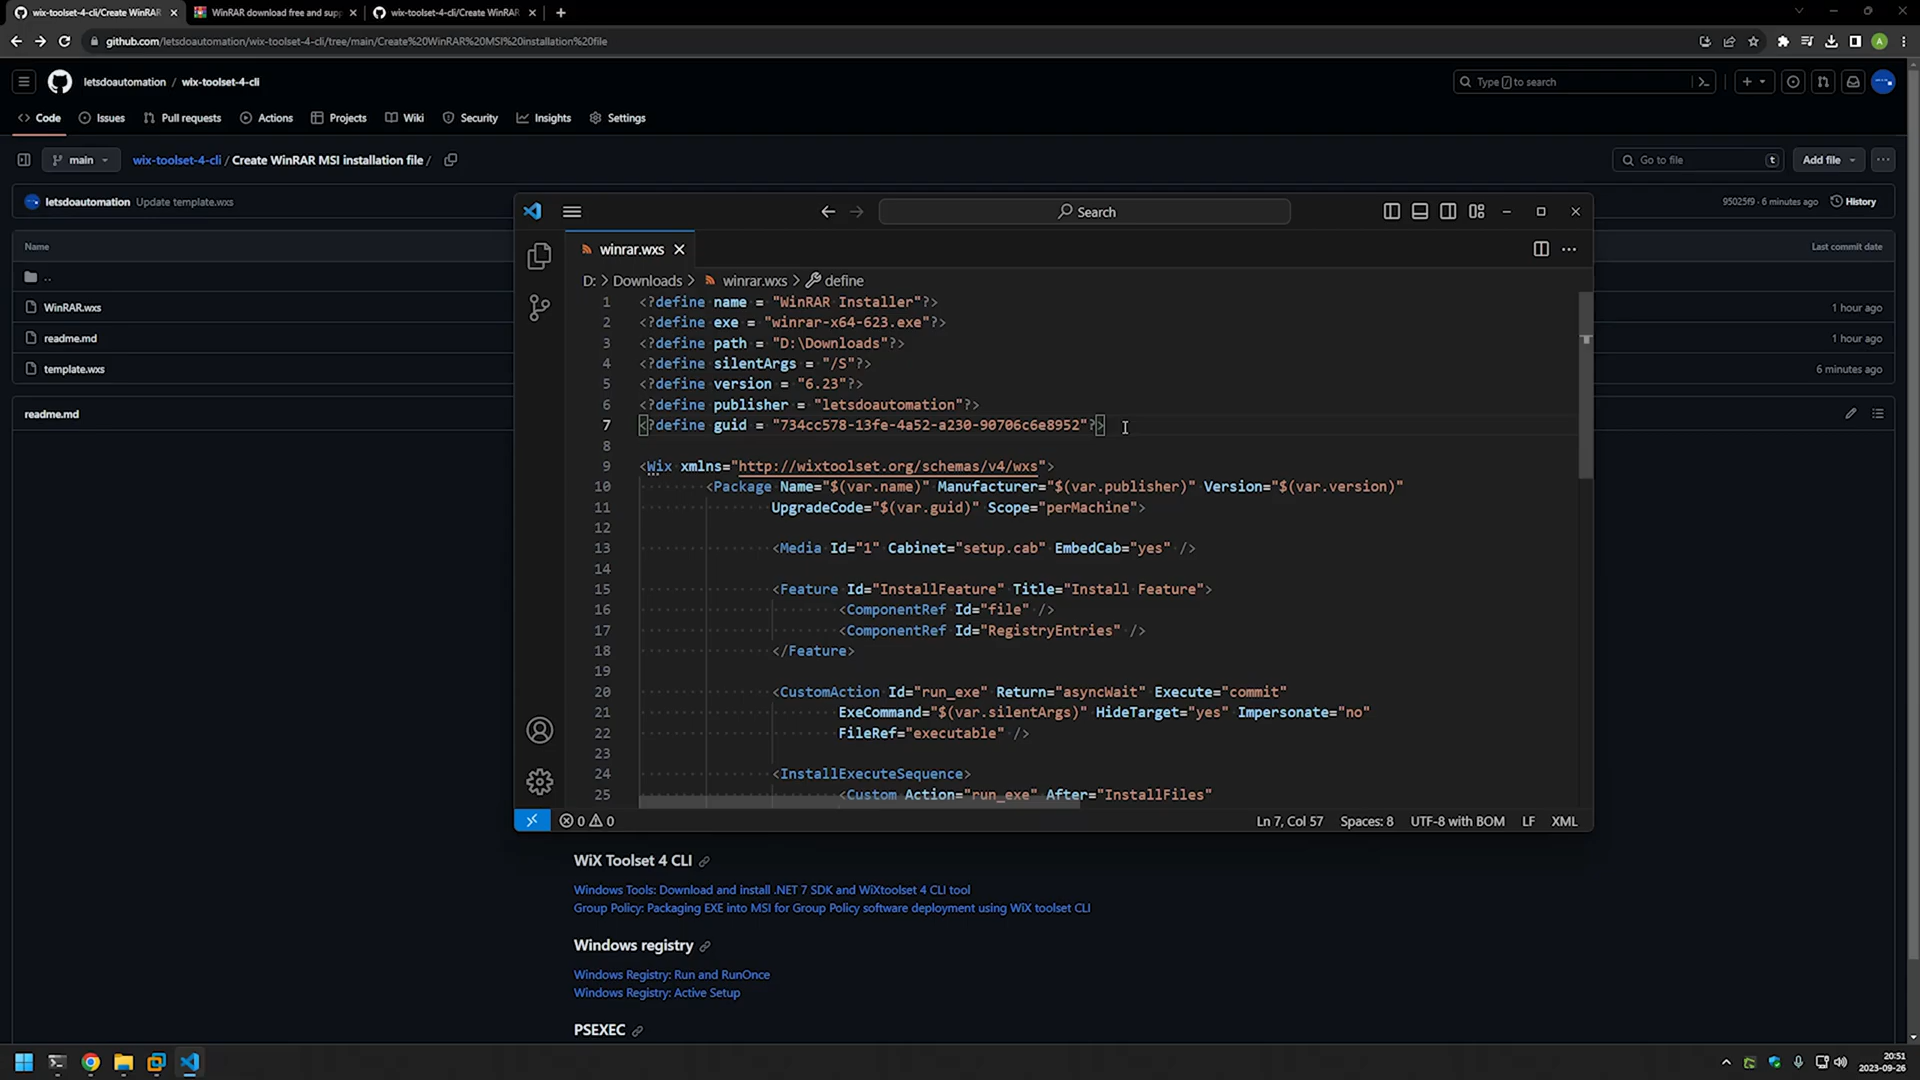 wix-toolset-4-cli/Create WinRAR
WinRAR download free and supp
wix-toolset-4-cli/Create WinRAR
github.com/letsdoautomation/wix-toolset-4-cli/tree/main/Create%20WinRAR%20MSI%20installation%20file
letsdoautomation / wix-toolset-4-cli
Type / to search
Code
Issues
Pull requests
Actions
Projects
Wiki
Security
Insights
Settings
main
wix-toolset-4-cli / Create WinRAR MSI installation file /
Go to file
t
Add file
letsdoautomation Update template.wxs
95025f9 · 6 minutes ago
History
Name
Last commit date
..
WinRAR.wxs
1 hour ago
readme.md
1 hour ago
template.wxs
6 minutes ago
readme.md
Search
winrar.wxs
D: > Downloads > winrar.wxs > define
1 <?define name = "WinRAR Installer"?>
2 <?define exe = "winrar-x64-623.exe"?>
3 <?define path = "D:\Downloads"?>
4 <?define silentArgs = "/S"?>
5 <?define version = "6.23"?>
6 <?define publisher = "letsdoautomation"?>
7 <?define guid = "734cc578-13fe-4a52-a230-90706c6e8952"?>
8
9 <Wix xmlns="http://wixtoolset.org/schemas/v4/wxs">
10 <Package Name="$(var.name)" Manufacturer="$(var.publisher)" Version="$(var.version)"
11 UpgradeCode="$(var.guid)" Scope="perMachine">
12
13 <Media Id="1" Cabinet="setup.cab" EmbedCab="yes" />
14
15 <Feature Id="InstallFeature" Title="Install Feature">
16 <ComponentRef Id="file" />
17 <ComponentRef Id="RegistryEntries" />
18 </Feature>
19
20 <CustomAction Id="run_exe" Return="asyncWait" Execute="commit"
21 ExeCommand="$(var.silentArgs)" HideTarget="yes" Impersonate="no"
22 FileRef="executable" />
23
24 <InstallExecuteSequence>
25 <Custom Action="run_exe" After="InstallFiles"
0 0
Ln 7, Col 57
Spaces: 8
UTF-8 with BOM
LF
XML
WiX Toolset 4 CLI
Windows Tools: Download and install .NET 7 SDK and WiXtoolset 4 CLI tool
Group Policy: Packaging EXE into MSI for Group Policy software deployment using WiX toolset CLI
Windows registry
Windows Registry: Run and RunOnce
Windows Registry: Active Setup
PSEXEC
20:51
2023-09-26